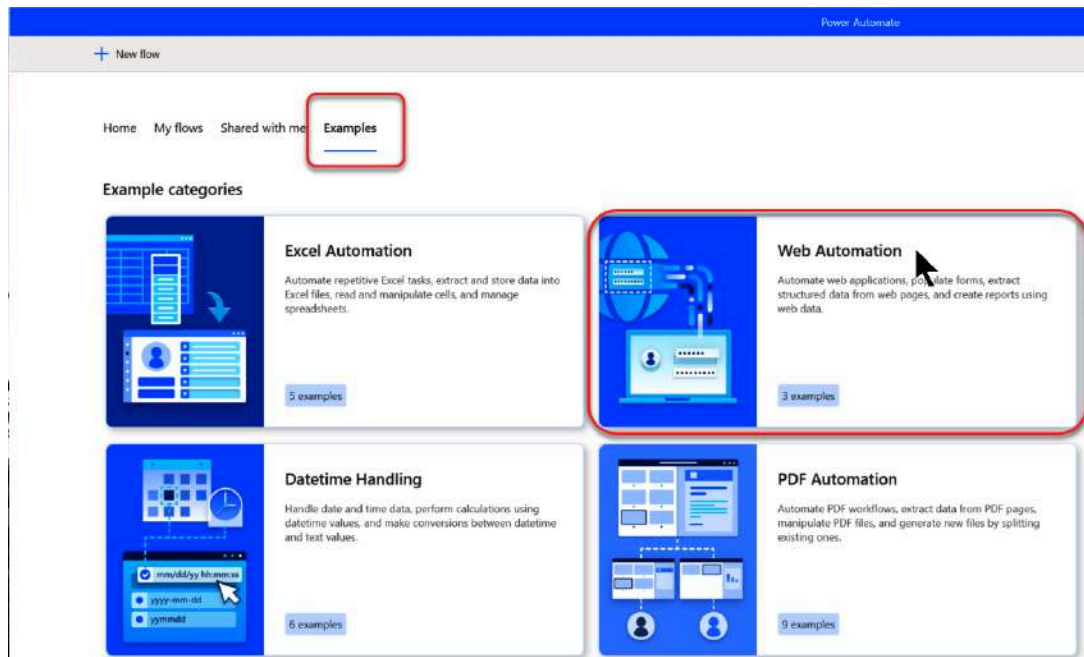 Power Automate
New flow
Home My flows Shared with me Examples
Example categories
Excel Automation
Automate repetitive Excel tasks, extract and store data into
Excel files, read and manipulate cells, and manage
spreadsheets.
5 examples
Web Automation
Automate web applications, populate forms, extract
structured data from web pages, and create reports using
web data.
3 examples
Datetime Handling
Handle date and time data, perform calculations using
datetime values, and make conversions between datetime
and text values.
mm/dd/yy hh:mm:ss
yyyy-mm-dd
yymmdd
6 examples
PDF Automation
Automate PDF workflows, extract data from PDF pages,
manipulate PDF files, and generate new files by splitting
existing ones.
9 examples